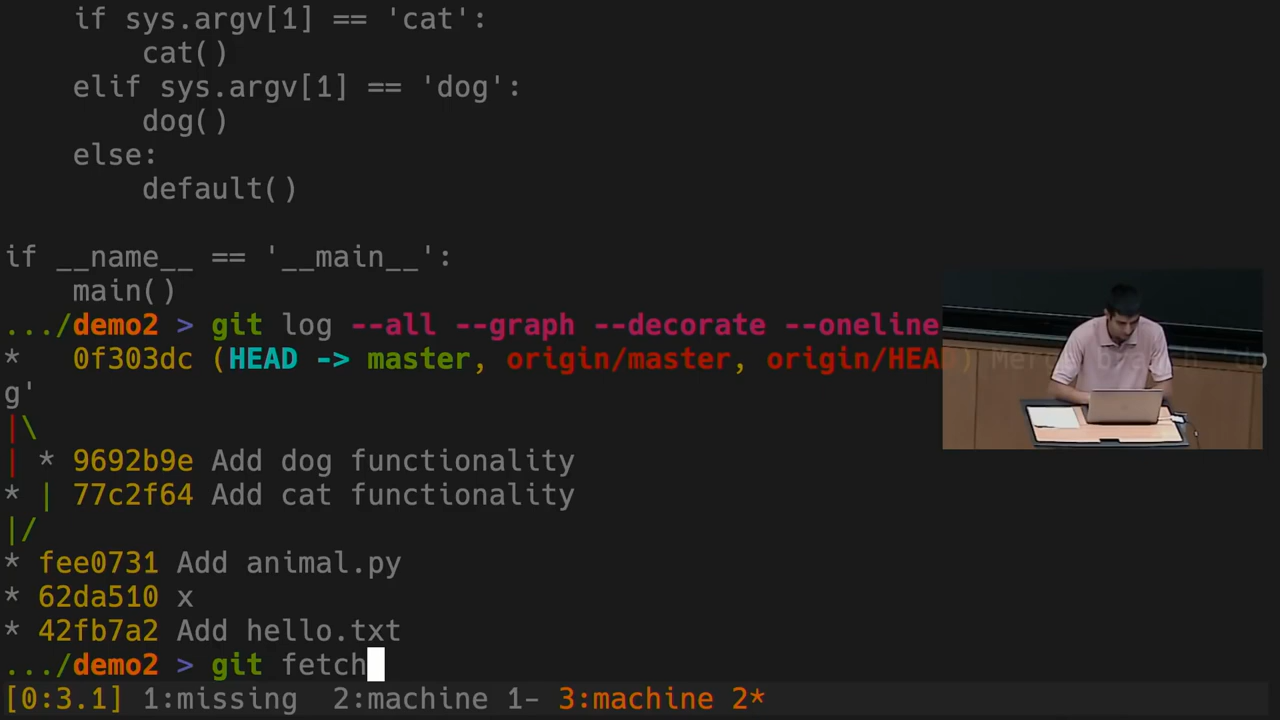 if sys.argv[1] == 'cat':
cat()
elif sys.argv[1] == 'dog':
dog()
else:
default()
if __name__ == '__main__':
main()
.../demo2 > git log --all --graph --decorate --oneline
* 0f303dc (HEAD -> master, origin/master, origin/HEAD) Merge branch 'do
g'
|\
| * 9692b9e Add dog functionality
* | 77c2f64 Add cat functionality
|/
* fee0731 Add animal.py
* 62da510 x
* 42fb7a2 Add hello.txt
.../demo2 > git fetch
[0:3.1] 1:missing 2:machine 1- 3:machine 2*